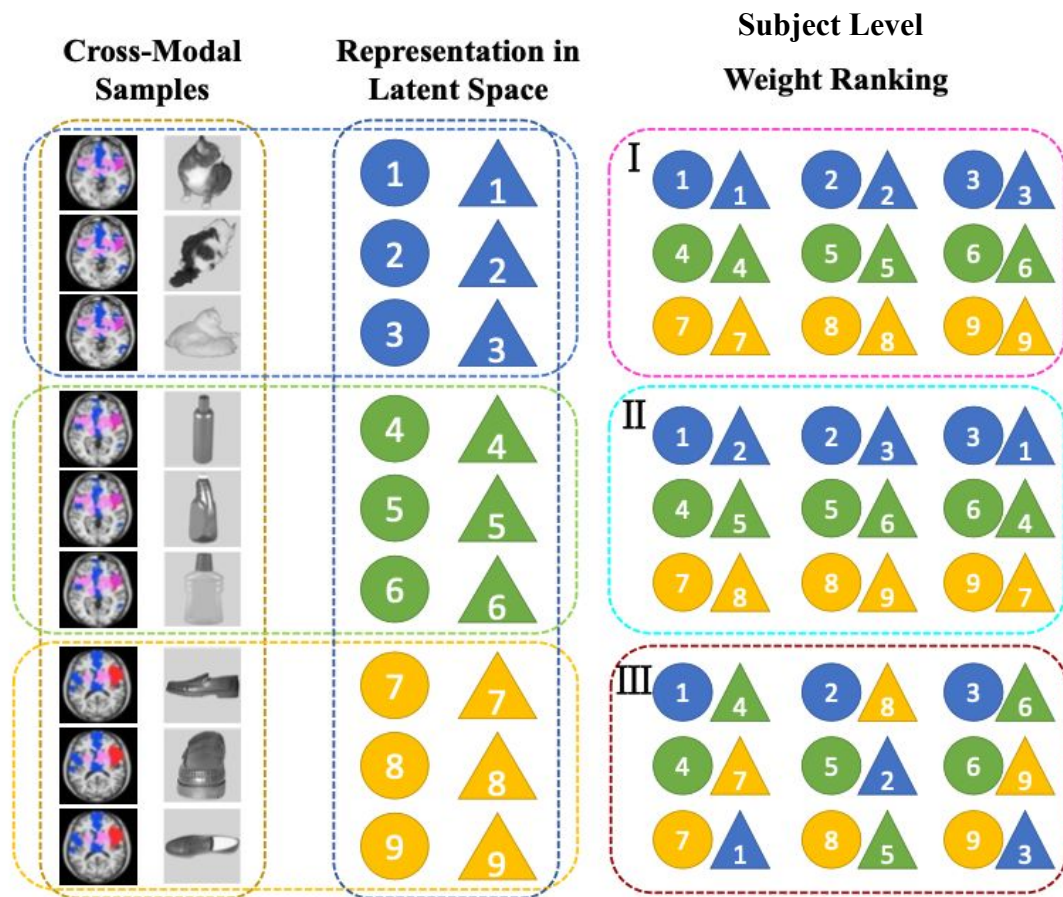 Cross-Modal
Samples
Representation in
Latent Space
Subject Level
Weight Ranking
1 1
2 2
3 3
4 4
5 5
6 6
7 7
8 8
9 9
I
1 1 2 2 3 3
4 4 5 5 6 6
7 7 8 8 9 9
II
1 2 2 3 3 1
4 5 5 6 6 4
7 8 8 9 9 7
III
1 4 2 8 3 6
4 7 5 2 6 9
7 1 8 5 9 3